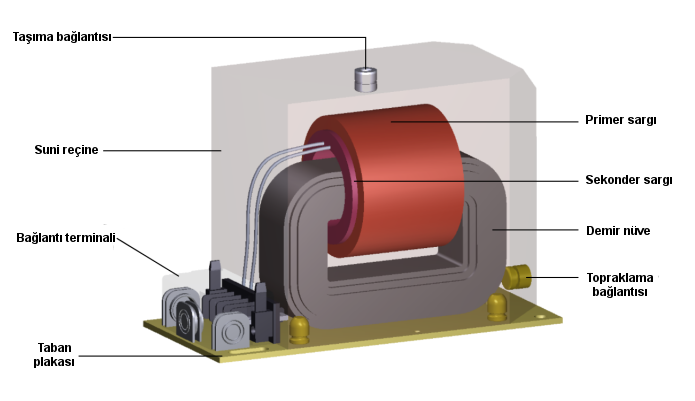 Taşıma bağlantısı
Primer sargı
Suni reçine
Sekonder sargı
Bağlantı terminali
Demir nüve
Topraklama
bağlantısı
Taban
plakası